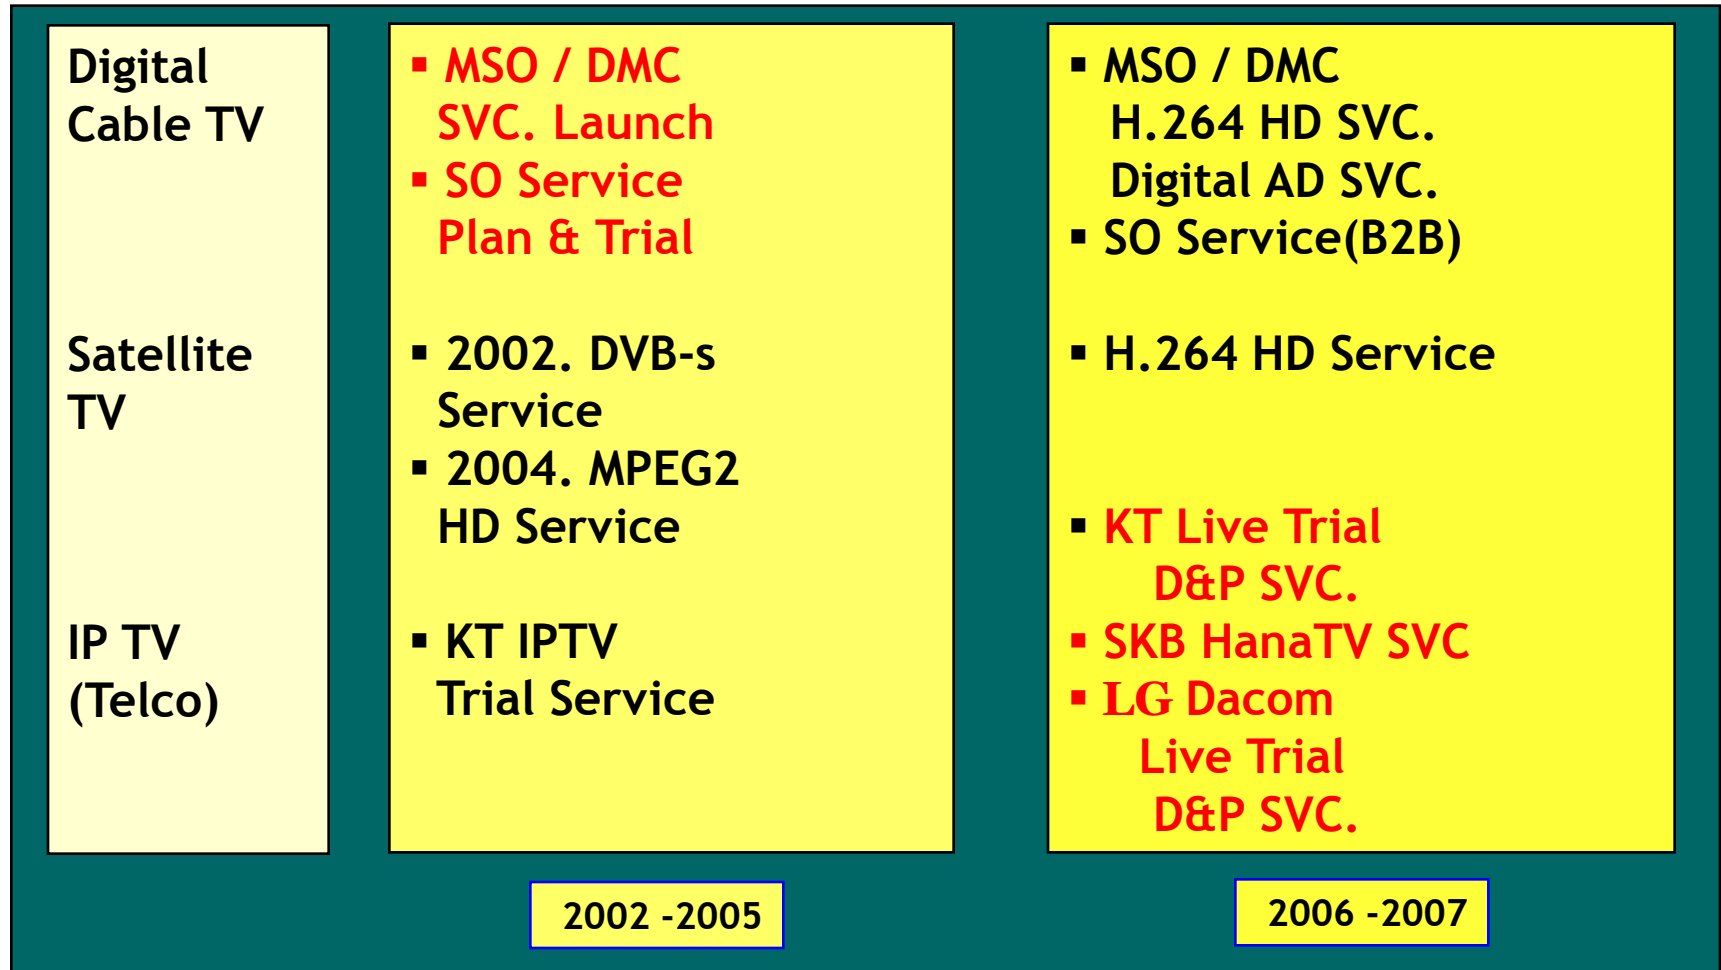 Digital
Cable TV
Satellite
TV
IP TV
(Telco)
▪ MSO / DMC
SVC. Launch
▪ SO Service
Plan & Trial
▪ 2002. DVB-s
Service
▪ 2004. MPEG2
HD Service
▪ KT IPTV
Trial Service
▪ MSO / DMC
H.264 HD SVC.
Digital AD SVC.
▪ SO Service(B2B)
▪ H.264 HD Service
▪ KT Live Trial
D&P SVC.
▪ SKB HanaTV SVC
▪ LG Dacom
Live Trial
D&P SVC.
2002 -2005
2006 -2007